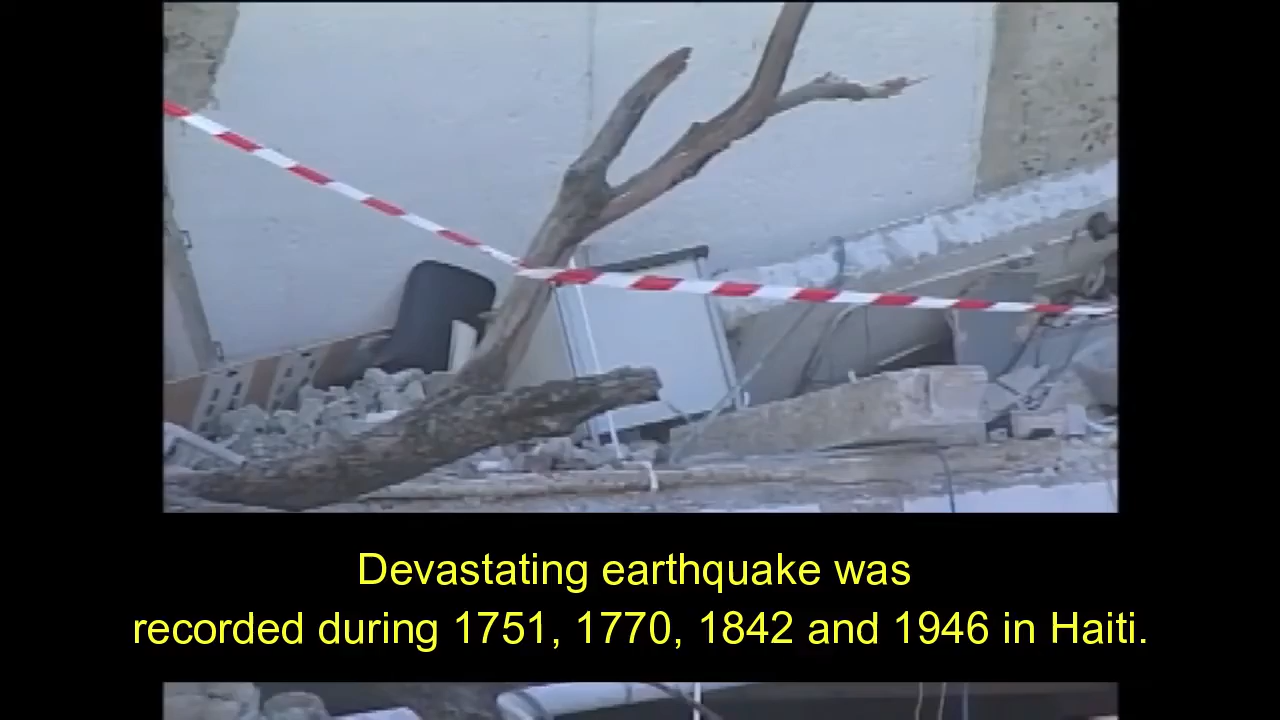 Devastating earthquake was
recorded during 1751, 1770, 1842 and 1946 in Haiti.